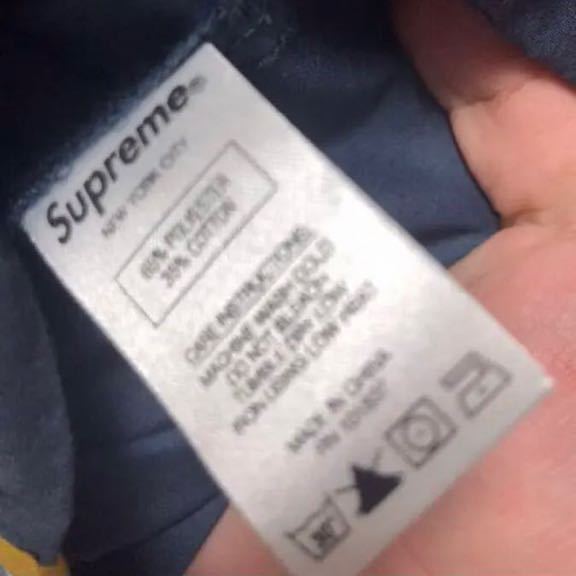 Supreme®
NEW YORK CITY
65% POLYESTER
35% COTTON
CARE INSTRUCTIONS:
MACHINE WASH COLD
DO NOT BLEACH
TUMBLE DRY LOW
IRON USING LOW HEAT
MADE IN CHINA
30°